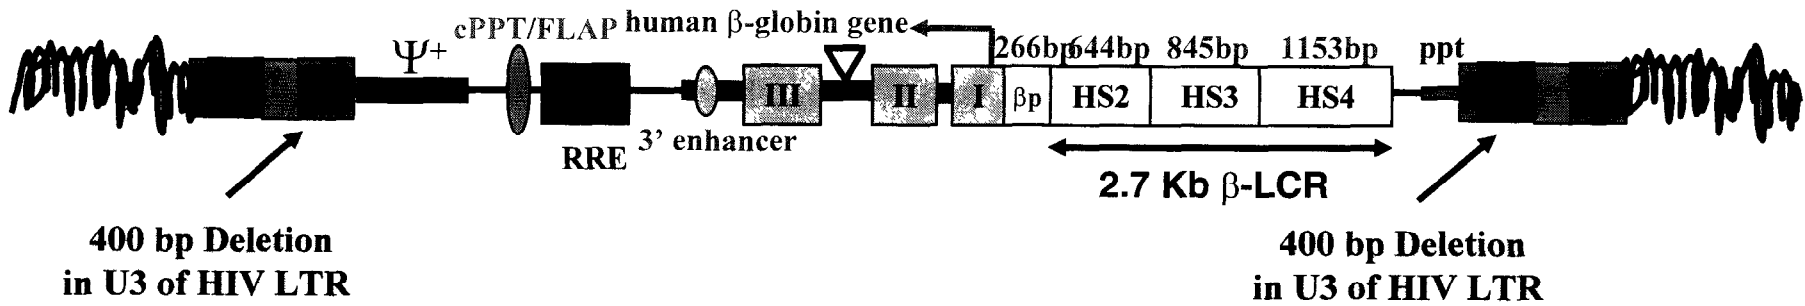 cPPT/FLAP human β-globin gene
Ψ+
266bp 644bp 845bp 1153bp ppt
III II I βp HS2 HS3 HS4
RRE 3’ enhancer
2.7 Kb β-LCR
400 bp Deletion
in U3 of HIV LTR
400 bp Deletion
in U3 of HIV LTR